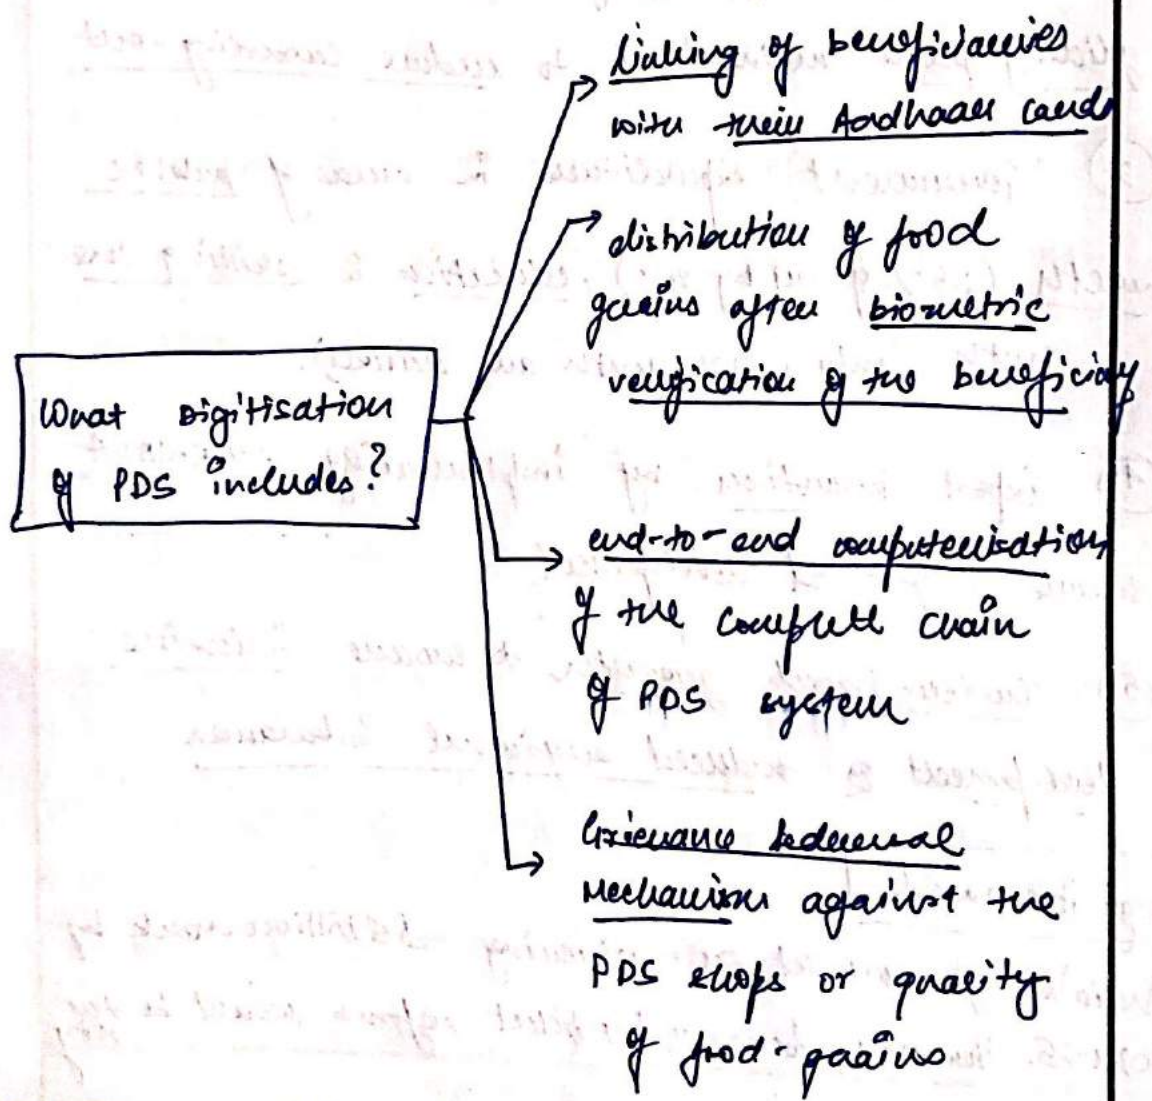 What Digitisation
of PDS includes?
Linking of beneficiaries
with their Aadhaar cards
distribution of food
grains after biometric
verification of the beneficiary
end-to-end computerisation
of the complete chain
of PDS system
Grievance Redressal
Mechanism against the
PDS shops or quality
of food-grains